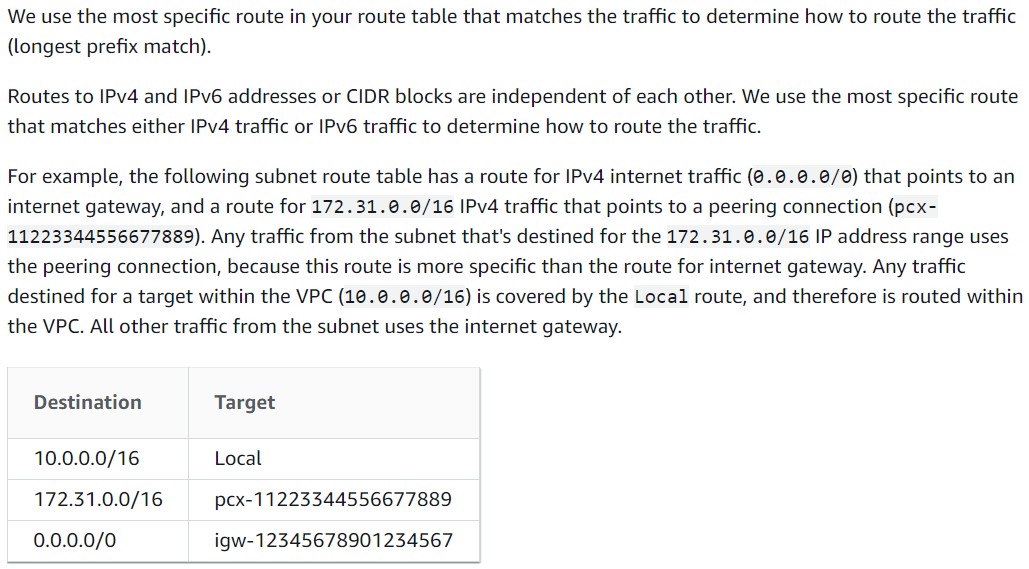 We use the most specific route in your route table that matches the traffic to determine how to route the traffic
(longest prefix match).
Routes to IPv4 and IPv6 addresses or CIDR blocks are independent of each other. We use the most specific route
that matches either IPv4 traffic or IPv6 traffic to determine how to route the traffic.
For example, the following subnet route table has a route for IPv4 internet traffic (0.0.0.0/0) that points to an
internet gateway, and a route for 172.31.0.0/16 IPv4 traffic that points to a peering connection (pcx-
11223344556677889). Any traffic from the subnet that's destined for the 172.31.0.0/16 IP address range uses
the peering connection, because this route is more specific than the route for internet gateway. Any traffic
destined for a target within the VPC (10.0.0.0/16) is covered by the Local route, and therefore is routed within
the VPC. All other traffic from the subnet uses the internet gateway.
Destination Target
10.0.0.0/16 Local
172.31.0.0/16 pcx-11223344556677889
0.0.0.0/0 igw-12345678901234567